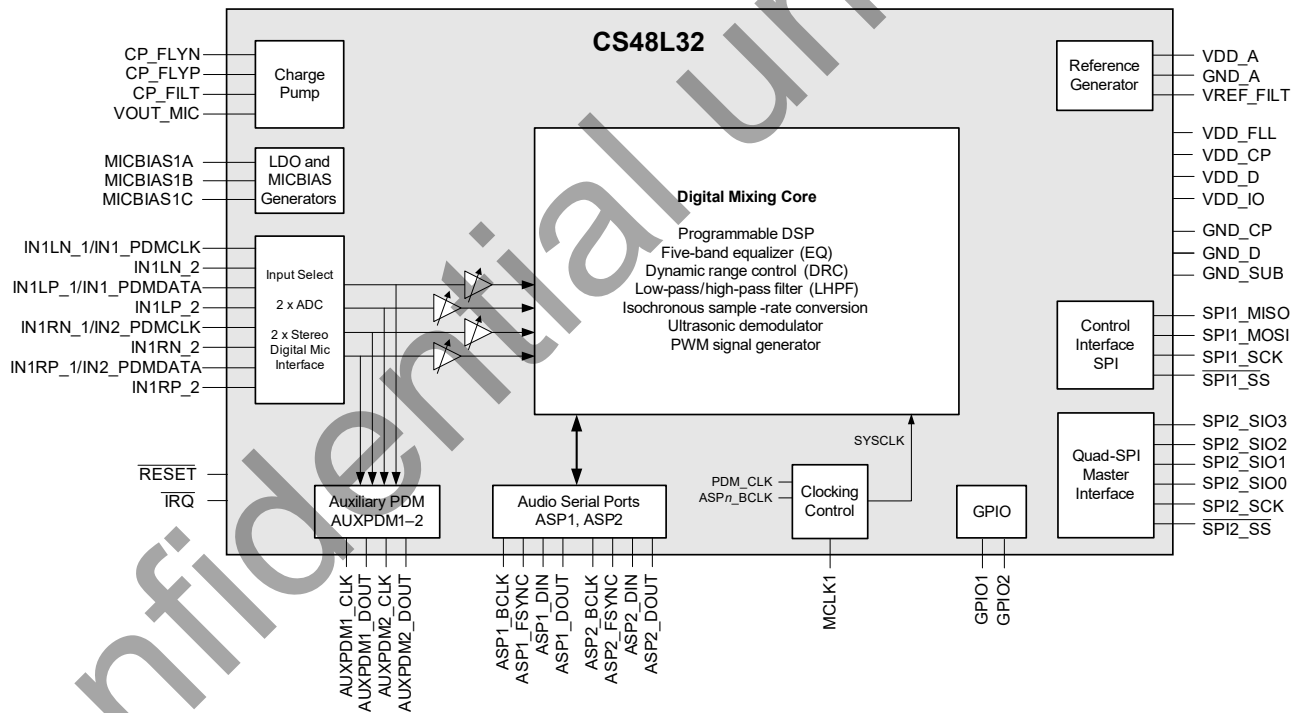 CS48L32
CP_FLYN
CP_FLYP
CP_FILT
VOUT_MIC
Charge
Pump
MICBIAS1A
MICBIAS1B
MICBIAS1C
LDO and
MICBIAS
Generators
IN1LN_1/IN1_PDMCLK
IN1LN_2
IN1LP_1/IN1_PDMDATA
IN1LP_2
IN1RN_1/IN2_PDMCLK
IN1RN_2
IN1RP_1/IN2_PDMDATA
IN1RP_2
Input Select
2 x ADC
2 x Stereo
Digital Mic
Interface
RESET
IRQ
Digital Mixing Core
Programmable DSP
Five-band equalizer (EQ)
Dynamic range control (DRC)
Low-pass/high-pass filter (LHPF)
Isochronous sample -rate conversion
Ultrasonic demodulator
PWM signal generator
Reference
Generator
VDD_A
GND_A
VREF_FILT
VDD_FLL
VDD_CP
VDD_D
VDD_IO
GND_CP
GND_D
GND_SUB
Control
Interface
SPI
SPI1_MISO
SPI1_MOSI
SPI1_SCK
SPI1_SS
Quad-SPI
Master
Interface
SPI2_SIO3
SPI2_SIO2
SPI2_SIO1
SPI2_SIO0
SPI2_SCK
SPI2_SS
SYSCLK
PDM_CLK
ASPn_BCLK
Clocking
Control
MCLK1
GPIO
GPIO1
GPIO2
Auxiliary PDM
AUXPDM1–2
AUXPDM1_CLK
AUXPDM1_DOUT
AUXPDM2_CLK
AUXPDM2_DOUT
Audio Serial Ports
ASP1, ASP2
ASP1_BCLK
ASP1_FSYNC
ASP1_DIN
ASP1_DOUT
ASP2_BCLK
ASP2_FSYNC
ASP2_DIN
ASP2_DOUT